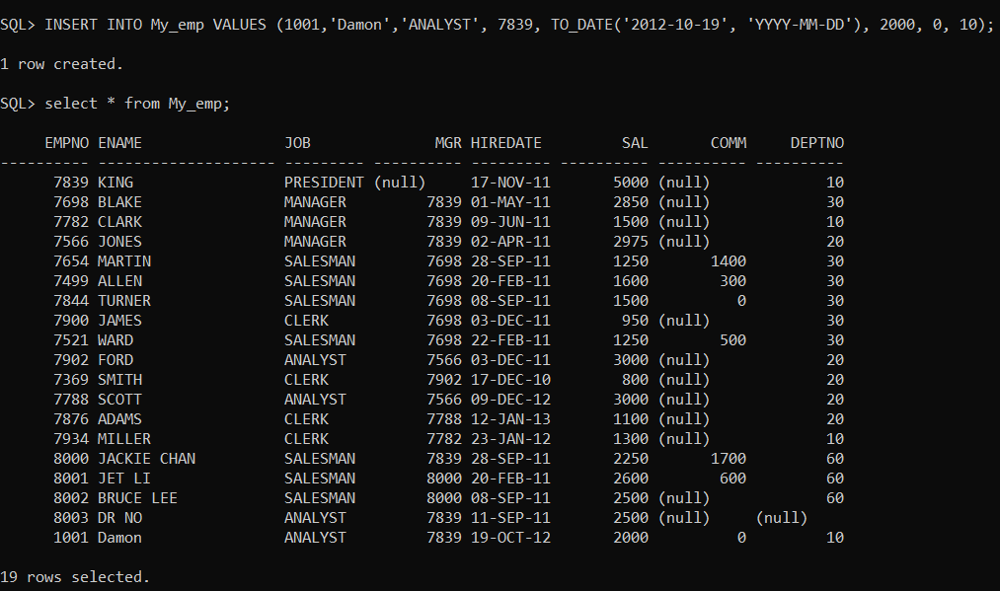 SQL> INSERT INTO My_emp VALUES (1001,'Damon','ANALYST', 7839, TO_DATE('2012-10-19', 'YYYY-MM-DD'), 2000, 0, 10);
1 row created.
SQL> select * from My_emp;
     EMPNO ENAME                JOB              MGR HIREDATE         SAL       COMM     DEPTNO
---------- -------------------- --------- ---------- --------- ---------- ---------- ----------
      7839 KING                 PRESIDENT (null)     17-NOV-11       5000 (null)             10
      7698 BLAKE                MANAGER         7839 01-MAY-11       2850 (null)             30
      7782 CLARK                MANAGER         7839 09-JUN-11       1500 (null)             10
      7566 JONES                MANAGER         7839 02-APR-11       2975 (null)             20
      7654 MARTIN               SALESMAN        7698 28-SEP-11       1250       1400         30
      7499 ALLEN                SALESMAN        7698 20-FEB-11       1600        300         30
      7844 TURNER               SALESMAN        7698 08-SEP-11       1500          0         30
      7900 JAMES                CLERK           7698 03-DEC-11        950 (null)             30
      7521 WARD                 SALESMAN        7698 22-FEB-11       1250        500         30
      7902 FORD                 ANALYST         7566 03-DEC-11       3000 (null)             20
      7369 SMITH                CLERK           7902 17-DEC-10        800 (null)             20
      7788 SCOTT                ANALYST         7566 09-DEC-12       3000 (null)             20
      7876 ADAMS                CLERK           7788 12-JAN-13       1100 (null)             20
      7934 MILLER               CLERK           7782 23-JAN-12       1300 (null)             10
      8000 JACKIE CHAN          SALESMAN        7839 28-SEP-11       2250       1700         60
      8001 JET LI               SALESMAN        8000 20-FEB-11       2600        600         60
      8002 BRUCE LEE            SALESMAN        8000 08-SEP-11       2500 (null)             60
      8003 DR NO                ANALYST         7839 11-SEP-11       2500 (null)     (null)
      1001 Damon                ANALYST         7839 19-OCT-12       2000          0         10
19 rows selected.